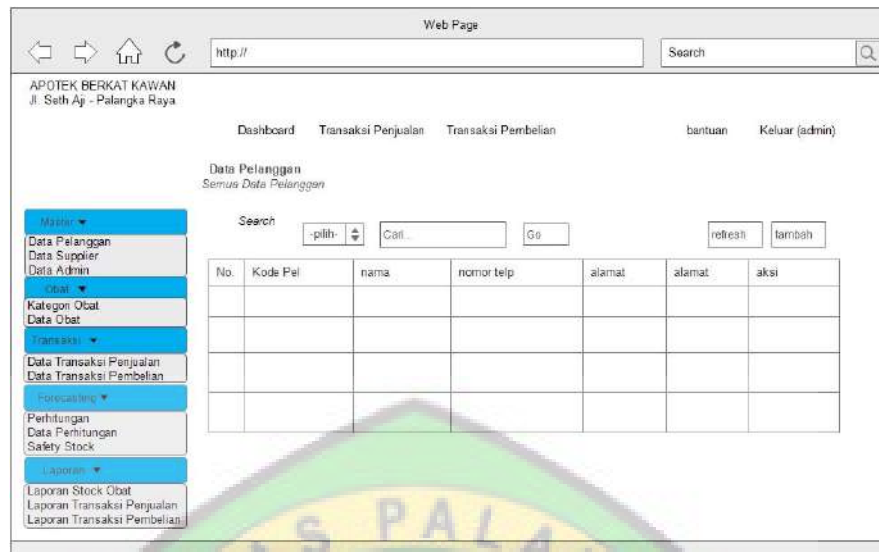 Web Page
http://
Search
APOTEK BERKAT KAWAN
Jl. Seth Aji - Palangka Raya
Dashboard Transaksi Penjualan Transaksi Pembelian bantuan Keluar (admin)
Data Pelanggan
Semua Data Pelanggan
Search -pilih- Cari... Go refresh tambah
No. Kode Pel nama nomor telp alamat alamat aksi
Master
Data Pelanggan
Data Supplier
Data Admin
Obat
Kategori Obat
Data Obat
Transaksi
Data Transaksi Penjualan
Data Transaksi Pembelian
Forecasting
Perhitungan
Data Perhitungan
Safety Stock
Laporan
Laporan Stock Obat
Laporan Transaksi Penjualan
Laporan Transaksi Pembelian
S PALA